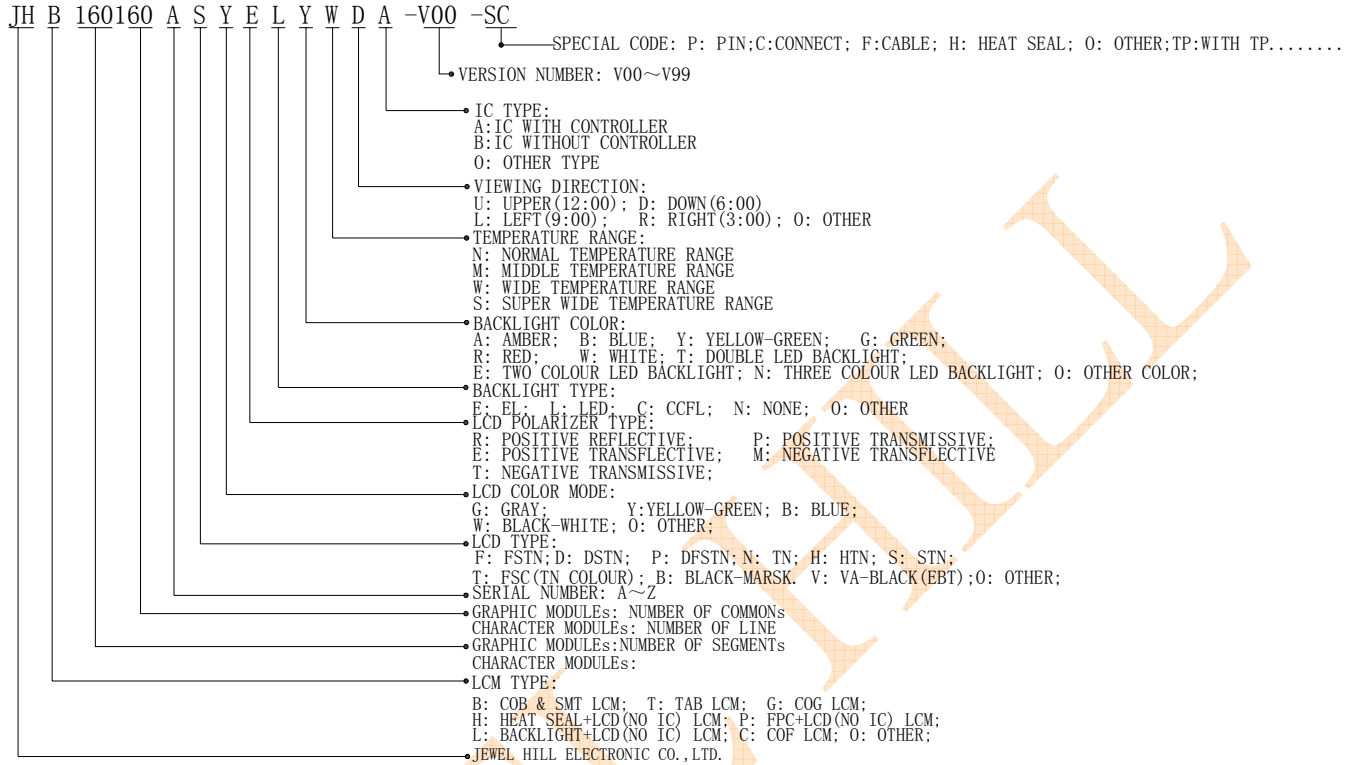 JH B 160160 A S Y E L Y W D A -V00 -SC
SPECIAL CODE: P: PIN;C:CONNECT; F:CABLE; H: HEAT SEAL; O: OTHER;TP:WITH TP........
VERSION NUMBER: V00～V99
IC TYPE:
A:IC WITH CONTROLLER
B:IC WITHOUT CONTROLLER
O: OTHER TYPE
VIEWING DIRECTION:
U: UPPER(12:00); D: DOWN(6:00)
L: LEFT(9:00); R: RIGHT(3:00); O: OTHER
TEMPERATURE RANGE:
N: NORMAL TEMPERATURE RANGE
M: MIDDLE TEMPERATURE RANGE
W: WIDE TEMPERATURE RANGE
S: SUPER WIDE TEMPERATURE RANGE
BACKLIGHT COLOR:
A: AMBER; B: BLUE; Y: YELLOW-GREEN; G: GREEN;
R: RED; W: WHITE; T: DOUBLE LED BACKLIGHT;
E: TWO COLOUR LED BACKLIGHT; N: THREE COLOUR LED BACKLIGHT; O: OTHER COLOR;
BACKLIGHT TYPE:
E: EL; L: LED; C: CCFL; N: NONE; O: OTHER
LCD POLARIZER TYPE:
R: POSITIVE REFLECTIVE; P: POSITIVE TRANSMISSIVE;
E: POSITIVE TRANSFLECTIVE; M: NEGATIVE TRANSFLECTIVE
T: NEGATIVE TRANSMISSIVE;
LCD COLOR MODE:
G: GRAY; Y:YELLOW-GREEN; B: BLUE;
W: BLACK-WHITE; O: OTHER;
LCD TYPE:
F: FSTN; D: DSTN; P: DFSTN; N: TN; H: HTN; S: STN;
T: FSC(TN COLOUR); B: BLACK-MARSK. V: VA-BLACK(EBT);O: OTHER;
SERIAL NUMBER: A～Z
GRAPHIC MODULEs: NUMBER OF COMMONs
CHARACTER MODULEs: NUMBER OF LINE
GRAPHIC MODULEs:NUMBER OF SEGMENTs
CHARACTER MODULEs:
LCM TYPE:
B: COB & SMT LCM; T: TAB LCM; G: COG LCM;
H: HEAT SEAL+LCD(NO IC) LCM; P: FPC+LCD(NO IC) LCM;
L: BACKLIGHT+LCD(NO IC) LCM; C: COF LCM; O: OTHER;
JEWEL HILL ELECTRONIC CO.,LTD.
HILL